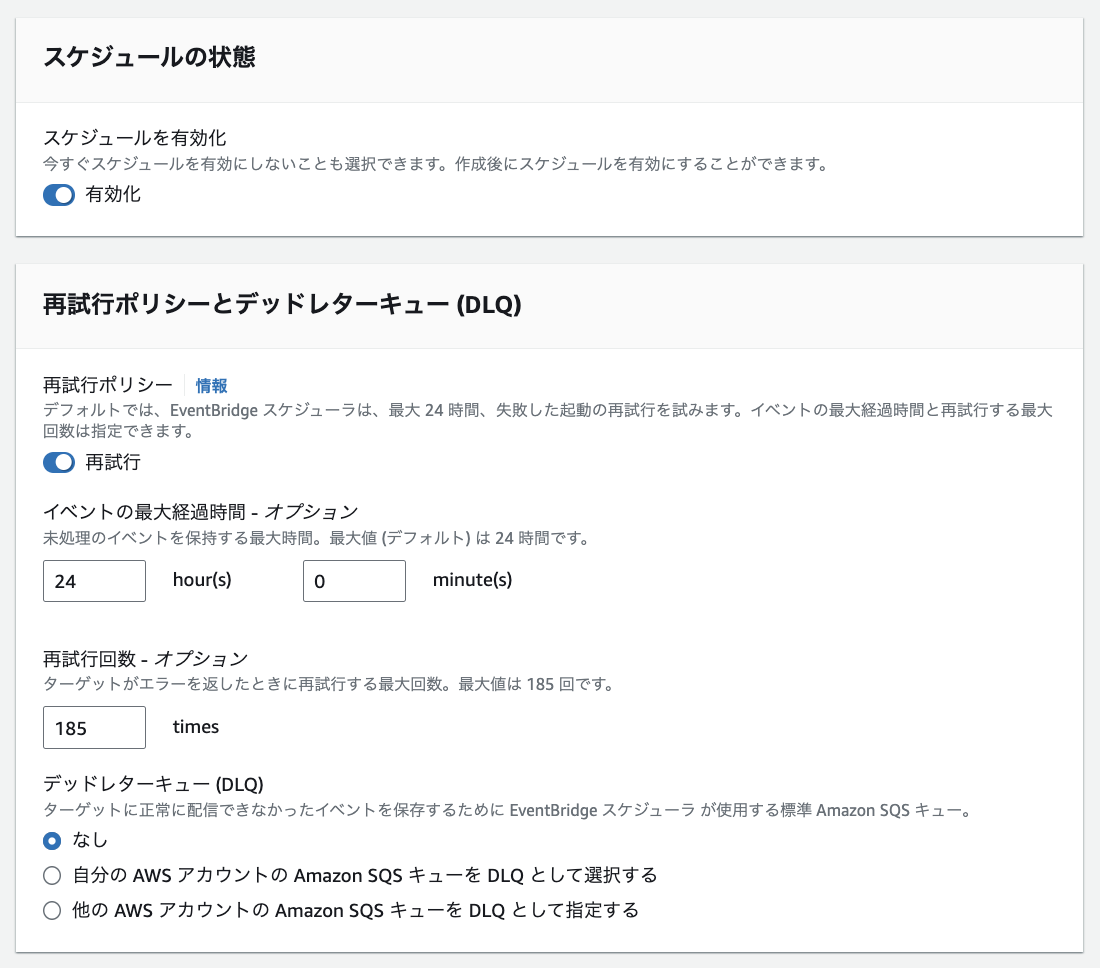 スケジュールの状態
スケジュールを有効化
今すぐスケジュールを有効にしないことも選択できます。作成後にスケジュールを有効にすることができます。
有効化
再試行ポリシーとデッドレターキュー (DLQ)
再試行ポリシー 情報
デフォルトでは、EventBridge スケジューラは、最大 24 時間、失敗した起動の再試行を試みます。イベントの最大経過時間と再試行する最大
回数は指定できます。
再試行
イベントの最大経過時間 - オプション
未処理のイベントを保持する最大時間。最大値 (デフォルト) は 24 時間です。
24 hour(s) 0 minute(s)
再試行回数 - オプション
ターゲットがエラーを返したときに再試行する最大回数。最大値は 185 回です。
185 times
デッドレターキュー (DLQ)
ターゲットに正常に配信できなかったイベントを保存するために EventBridge スケジューラ が使用する標準 Amazon SQS キュー。
なし
自分の AWS アカウントの Amazon SQS キューを DLQ として選択する
他の AWS アカウントの Amazon SQS キューを DLQ として指定する